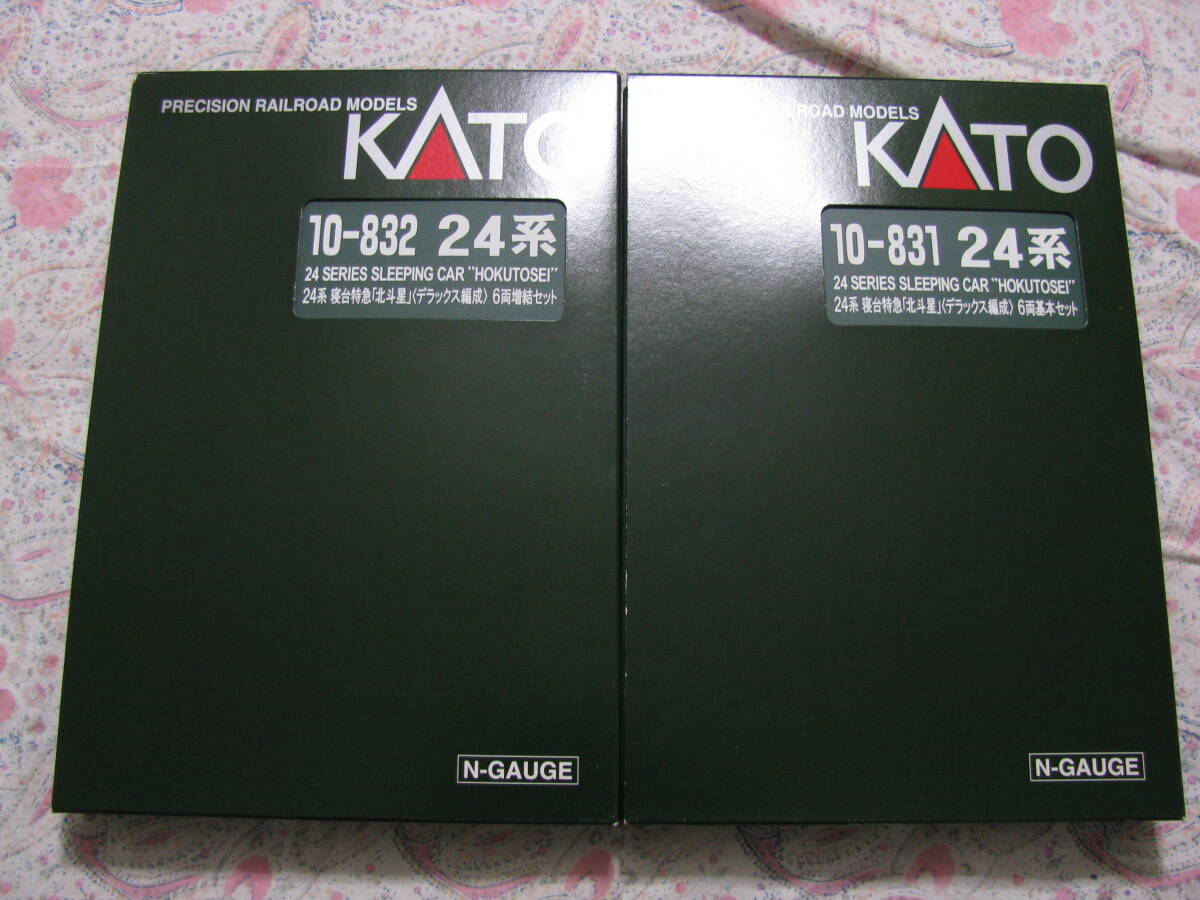 PRECISION RAILROAD MODELS
KATO
10-832 24系
24 SERIES SLEEPING CAR "HOKUTOSEI"
24系 寝台特急「北斗星」〈デラックス編成〉 6両増結セット
N-GAUGE
ROAD MODELS
KATO
10-831 24系
24 SERIES SLEEPING CAR "HOKUTOSEI"
24系 寝台特急「北斗星」〈デラックス編成〉 6両基本セット
N-GAUGE